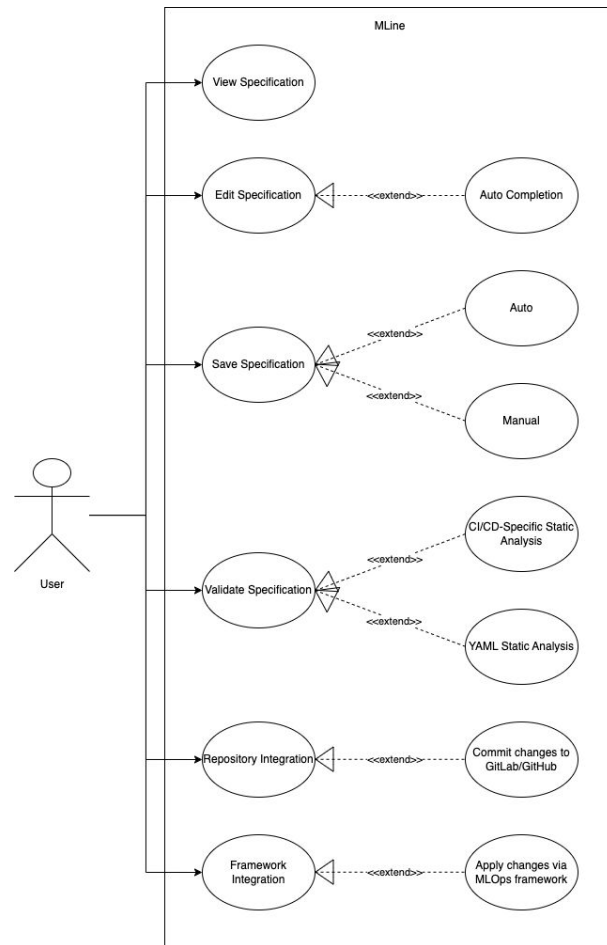 MLine
View Specification
Edit Specification
<<extend>>
Auto Completion
Auto
<<extend>>
Save Specification
<<extend>>
Manual
CI/CD-Specific Static
Analysis
<<extend>>
User
Validate Specification
<<extend>>
YAML Static Analysis
Repository Integration
<<extend>>
Commit changes to
GitLab/GitHub
Framework
Integration
<<extend>>
Apply changes via
MLOps framework